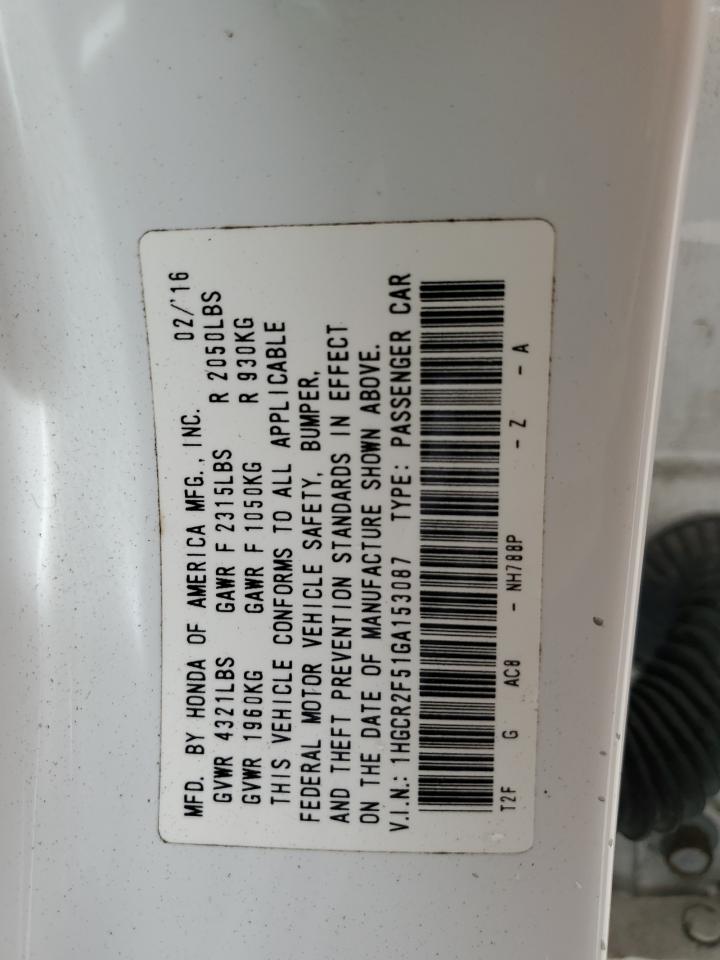 MFD. BY HONDA OF AMERICA MFG., INC. 02/'16
GVWR 4321LBS GAWR F 2315LBS R 2050LBS
GVWR 1960KG GAWR F 1050KG R 930KG
THIS VEHICLE CONFORMS TO ALL APPLICABLE
FEDERAL MOTOR VEHICLE SAFETY, BUMPER,
AND THEFT PREVENTION STANDARDS IN EFFECT
ON THE DATE OF MANUFACTURE SHOWN ABOVE.
V.I.N.: 1HGCR2F51GA153087 TYPE: PASSENGER CAR
T2F G AC8 - NH788P - Z - A